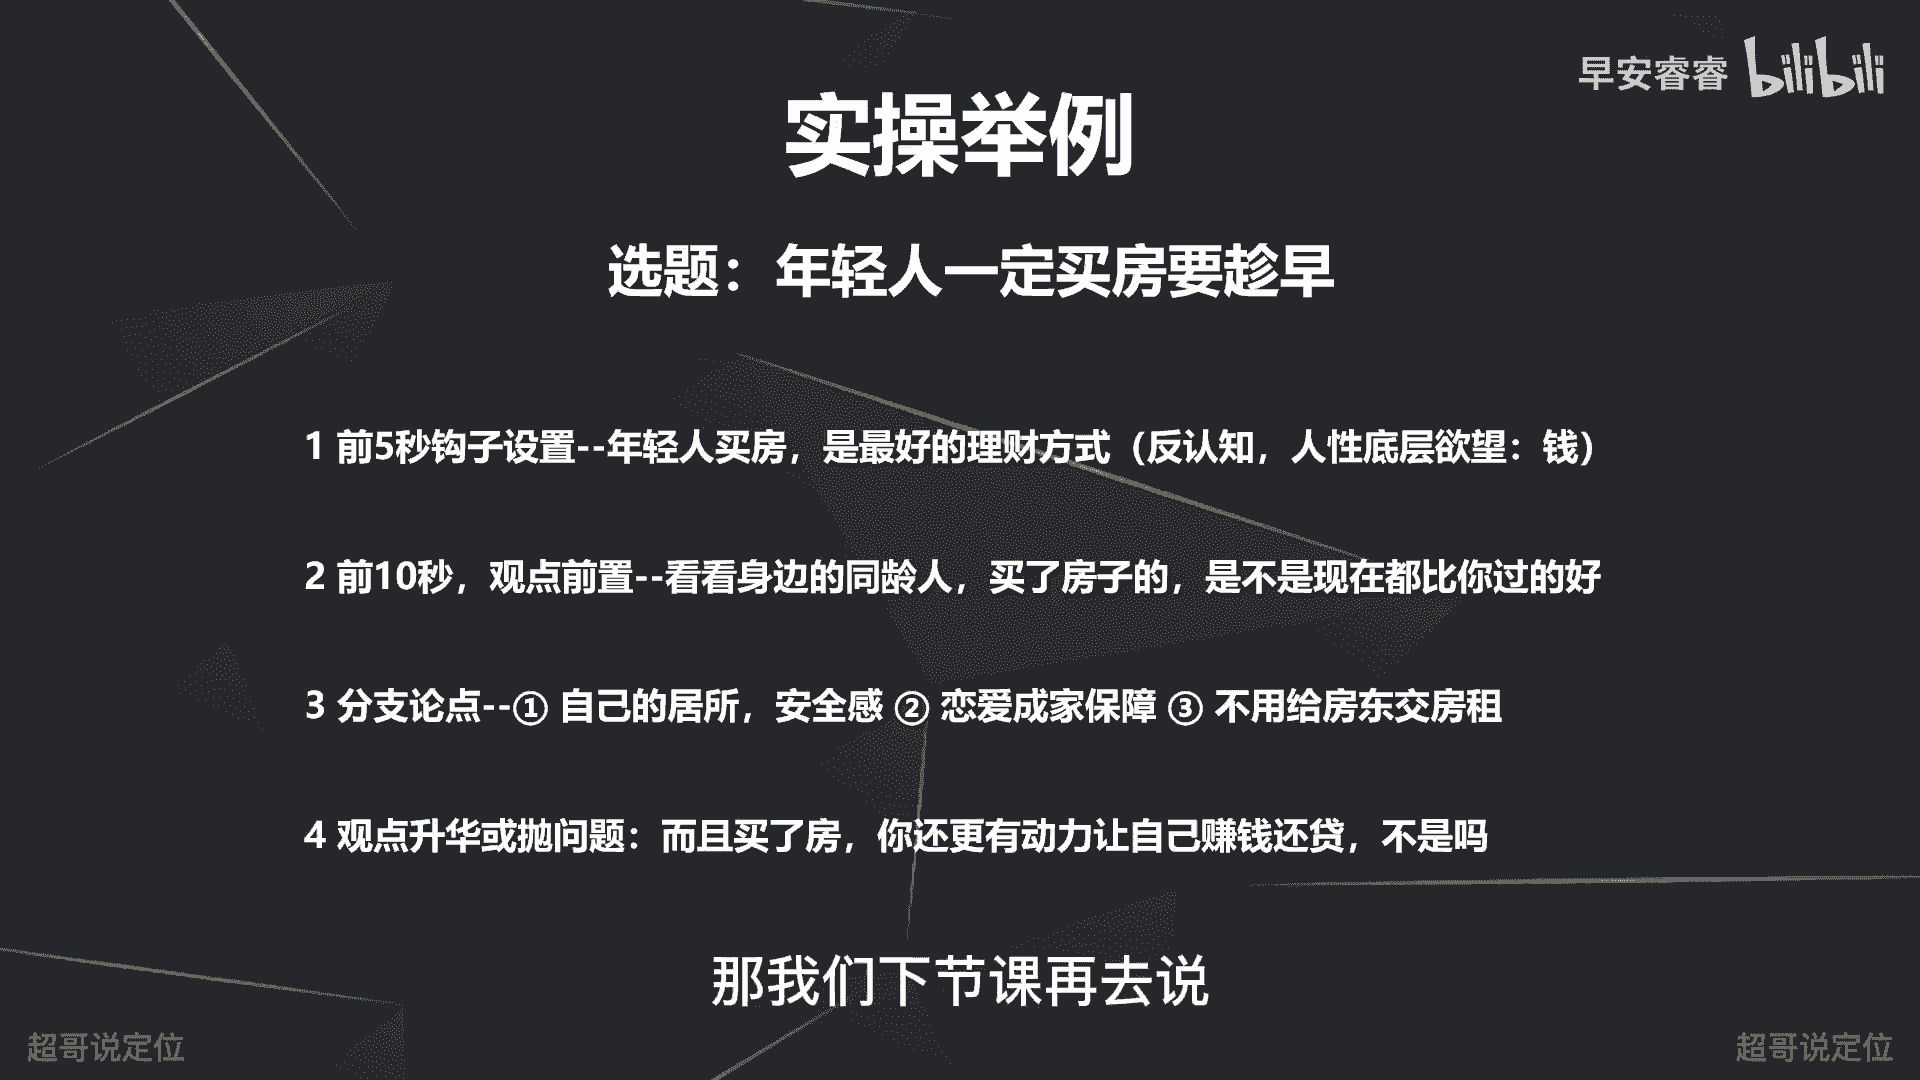 早安睿睿 bilibili
实操举例
选题：年轻人一定买房要趁早
1 前5秒钩子设置--年轻人买房，是最好的理财方式（反认知，人性底层欲望：钱）
2 前10秒，观点前置--看看身边的同龄人，买了房子的，是不是现在都比你过的好
3 分支论点--① 自己的居所，安全感 ② 恋爱成家保障 ③ 不用给房东交房租
4 观点升华或抛问题：而且买了房，你还更有动力让自己赚钱还贷，不是吗
那我们下节课再去说
超哥说定位
超哥说定位